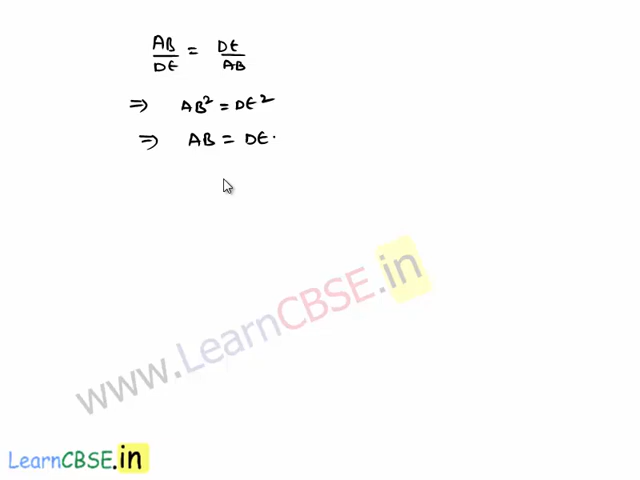 AB/DE = DE/AB
⇒ AB² = DE²
⇒ AB = DE.
www.LearnCBSE.in
LearnCBSE.in